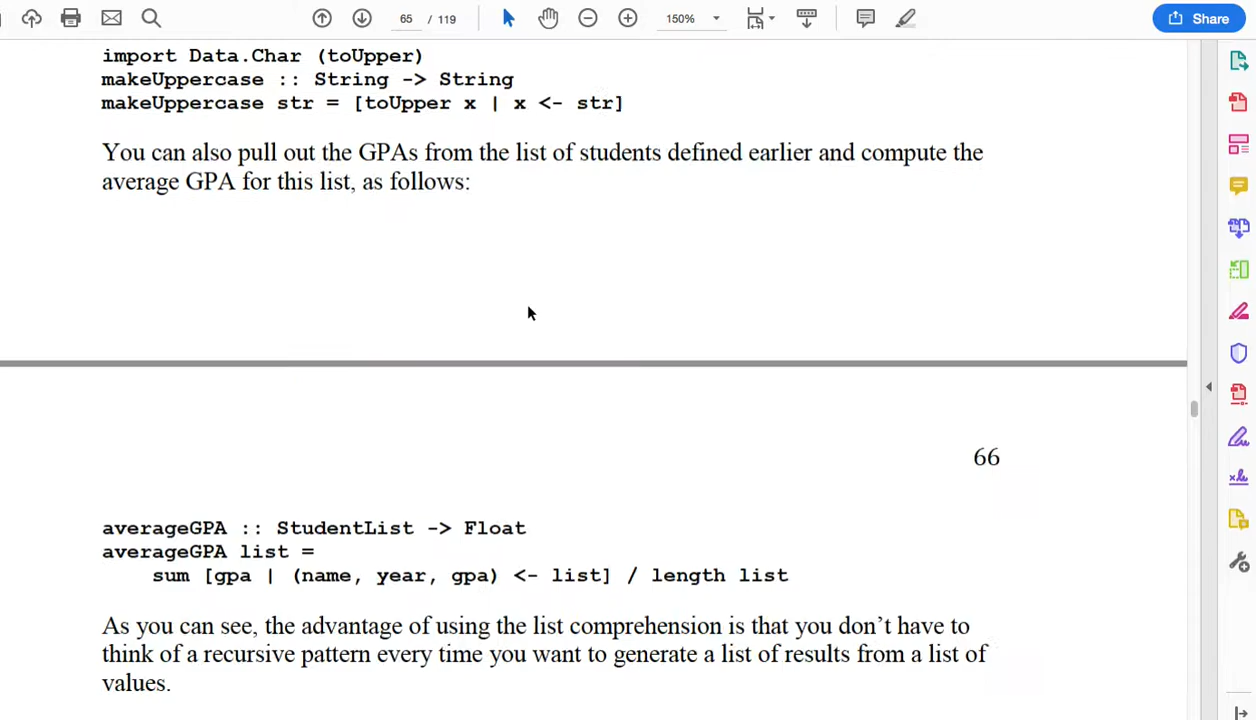 65 / 119
150%
Share
import Data.Char (toUpper)
makeUppercase :: String -> String
makeUppercase str = [toUpper x | x <- str]
You can also pull out the GPAs from the list of students defined earlier and compute the
average GPA for this list, as follows:
66
averageGPA :: StudentList -> Float
averageGPA list =
sum [gpa | (name, year, gpa) <- list] / length list
As you can see, the advantage of using the list comprehension is that you don’t have to
think of a recursive pattern every time you want to generate a list of results from a list of
values.